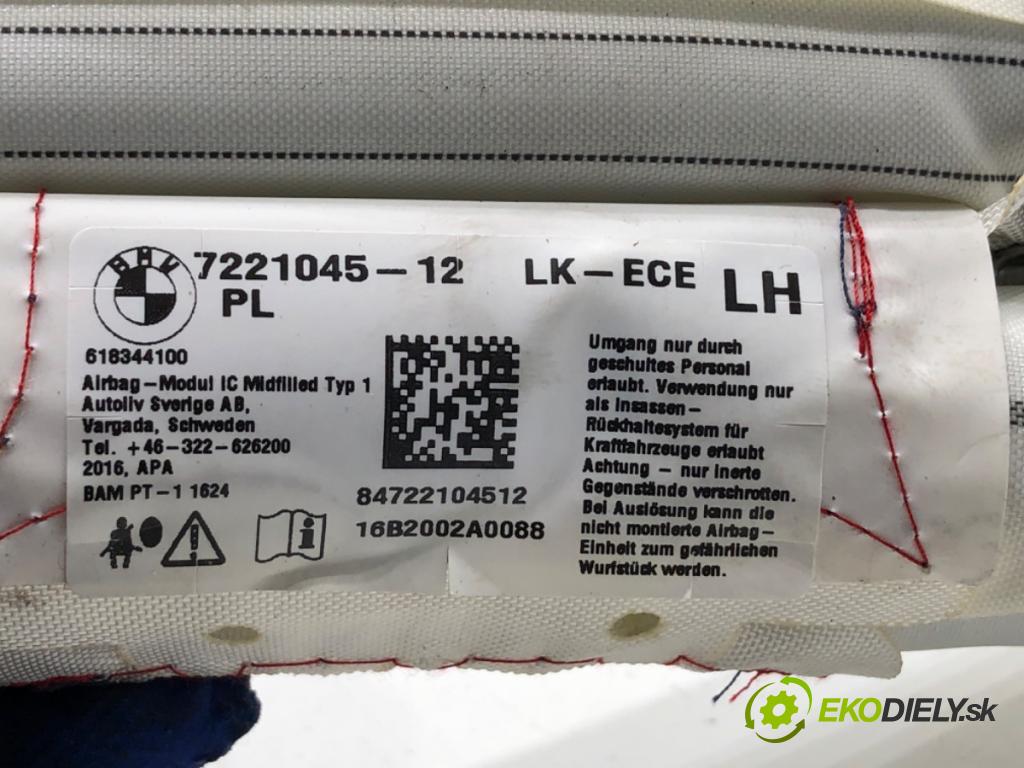 BMW
7221045-12 LK-ECE LH
PL
618344100
Airbag-Modul IC Midfilled Typ 1
Autoliv Sverige AB,
Vargada, Schweden
Tel. +46-322-626200
2016, APA
BAM PT-1 1624
84722104512
16B2002A0088
Umgang nur durch
geschultes Personal
erlaubt. Verwendung nur
als Insassen-
Rückhaltesystem für
Kraftfahrzeuge erlaubt
Achtung - nur inerte
Gegenstände verschrotten.
Bei Auslösung kann die
nicht montierte Airbag-
Einheit zum gefährlichen
Wurfstück werden.
EKODIELY.sk